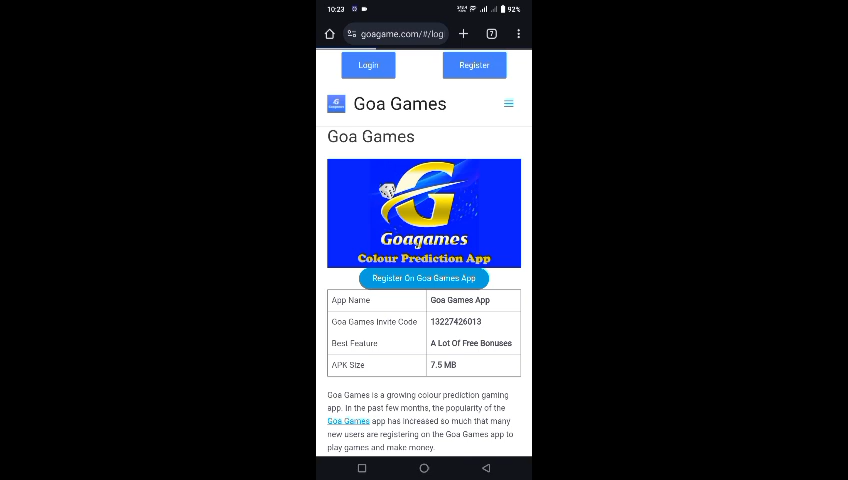 10:23
92%
goagame.com/#/log
7
Login
Register
Goa Games
Goa Games
Goagames
Colour Prediction App
Register On Goa Games App
App Name Goa Games App
Goa Games Invite Code 13227426013
Best Feature A Lot Of Free Bonuses
APK Size 7.5 MB
Goa Games is a growing colour prediction gaming
app. In the past few months, the popularity of the
Goa Games app has increased so much that many
new users are registering on the Goa Games app to
play games and make money.